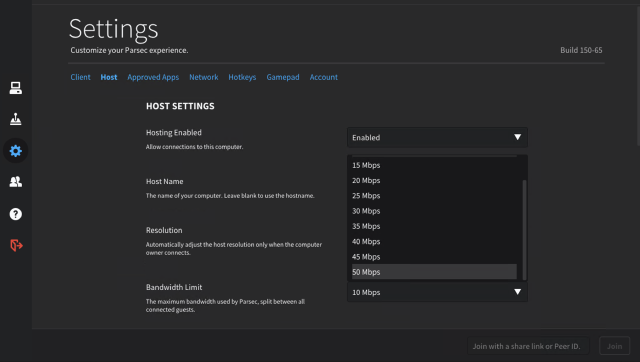 Settings
Customize your Parsec experience.
Build 150-65
Client Host Approved Apps Network Hotkeys Gamepad Account
HOST SETTINGS
Hosting Enabled
Allow connections to this computer.
Enabled
15 Mbps
20 Mbps
25 Mbps
30 Mbps
35 Mbps
40 Mbps
45 Mbps
50 Mbps
Host Name
The name of your computer. Leave blank to use the hostname.
Resolution
Automatically adjust the host resolution only when the computer
owner connects.
Bandwidth Limit
The maximum bandwidth used by Parsec, split between all
connected guests.
10 Mbps
Join with a share link or Peer ID.
Join